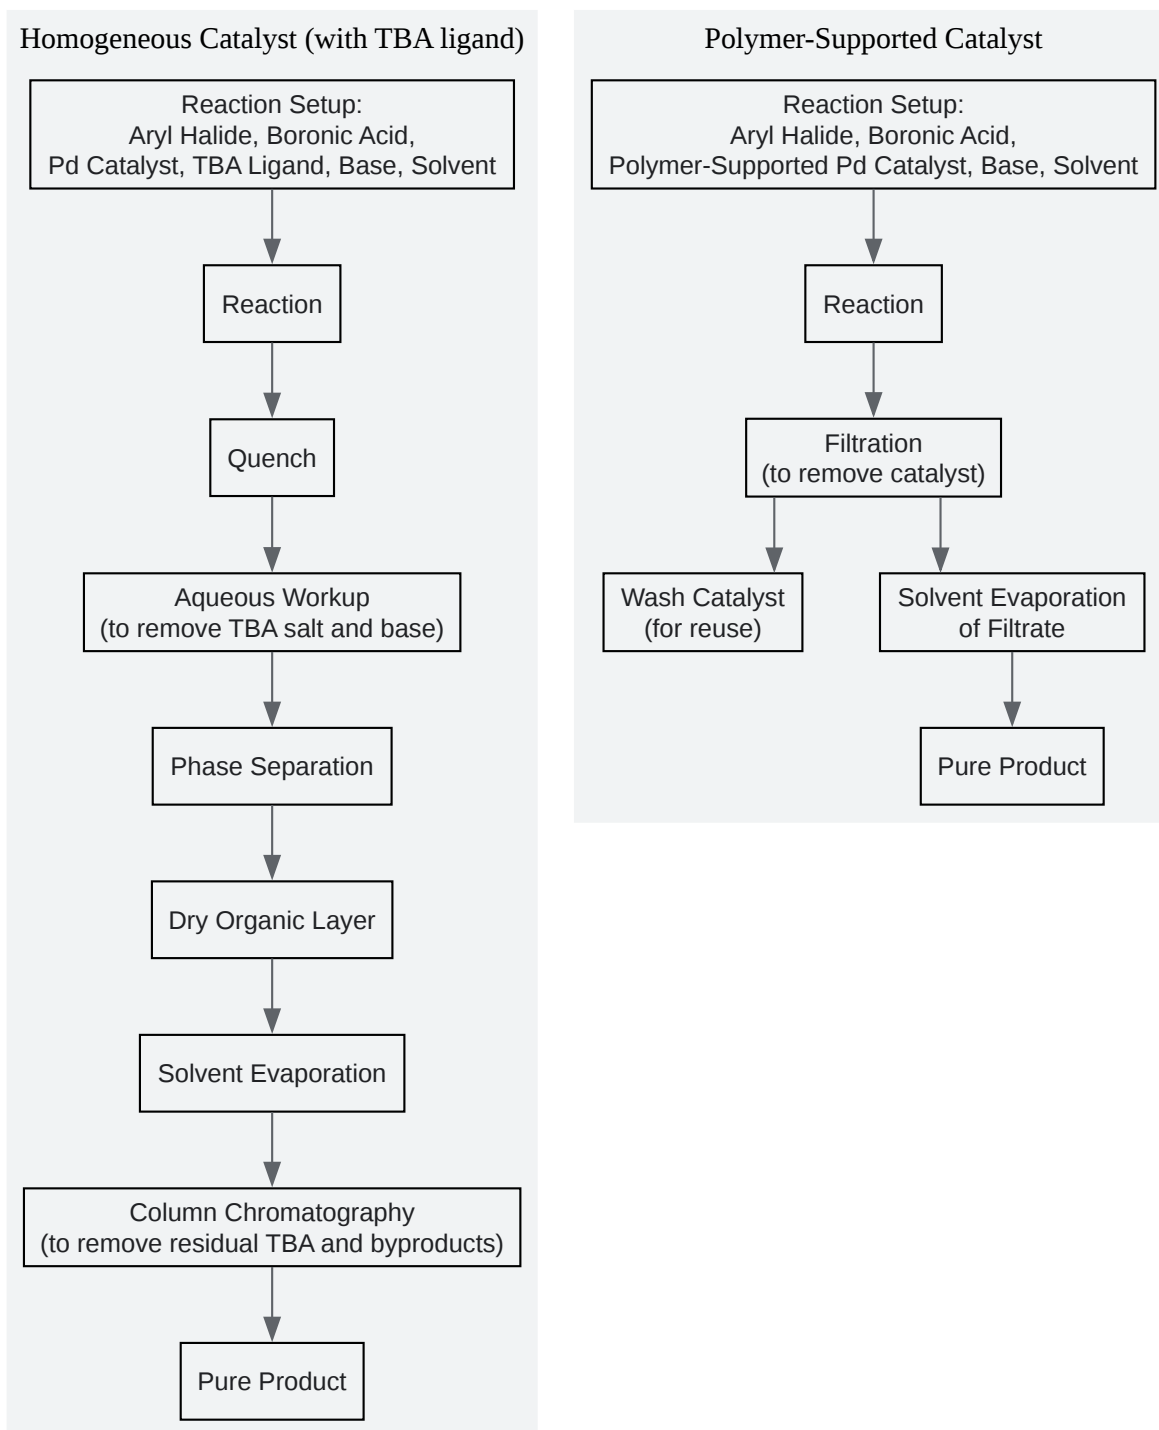 Homogeneous Catalyst (with TBA ligand)
Reaction Setup:
Aryl Halide, Boronic Acid,
Pd Catalyst, TBA Ligand, Base, Solvent
Reaction
Quench
Aqueous Workup
(to remove TBA salt and base)
Phase Separation
Dry Organic Layer
Solvent Evaporation
Column Chromatography
(to remove residual TBA and byproducts)
Pure Product
Polymer-Supported Catalyst
Reaction Setup:
Aryl Halide, Boronic Acid,
Polymer-Supported Pd Catalyst, Base, Solvent
Reaction
Filtration
(to remove catalyst)
Wash Catalyst
(for reuse)
Solvent Evaporation
of Filtrate
Pure Product